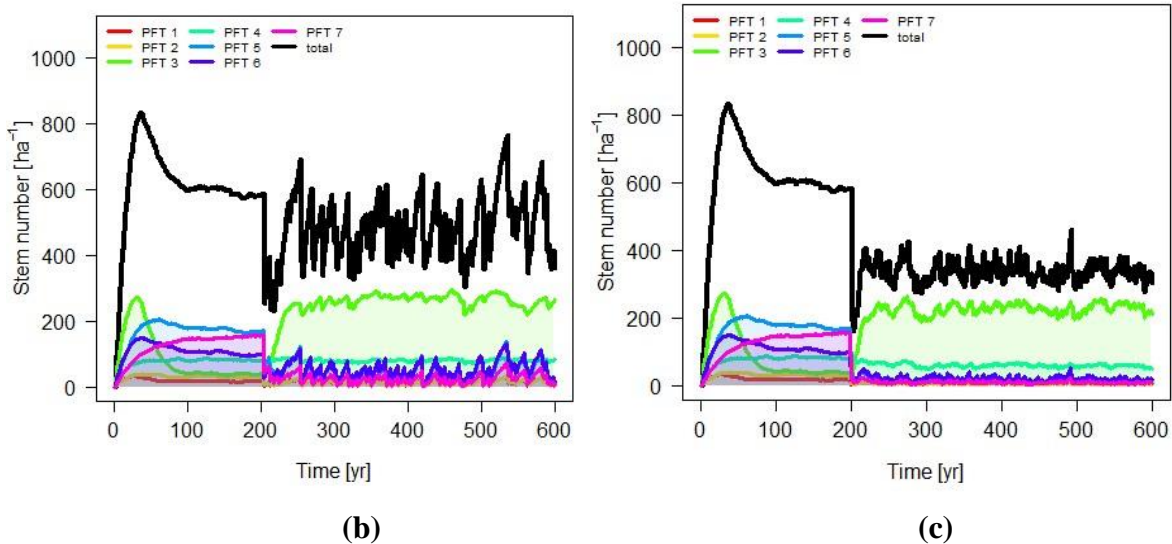 PFT 1 PFT 4 PFT 7
PFT 2 PFT 5 total
PFT 3 PFT 6
Stem number [ha⁻¹]
1000
800
600
400
200
0
0 100 200 300 400 500 600
Time [yr]
(b)
PFT 1 PFT 4 PFT 7
PFT 2 PFT 5 total
PFT 3 PFT 6
Stem number [ha⁻¹]
1000
800
600
400
200
0
0 100 200 300 400 500 600
Time [yr]
(c)